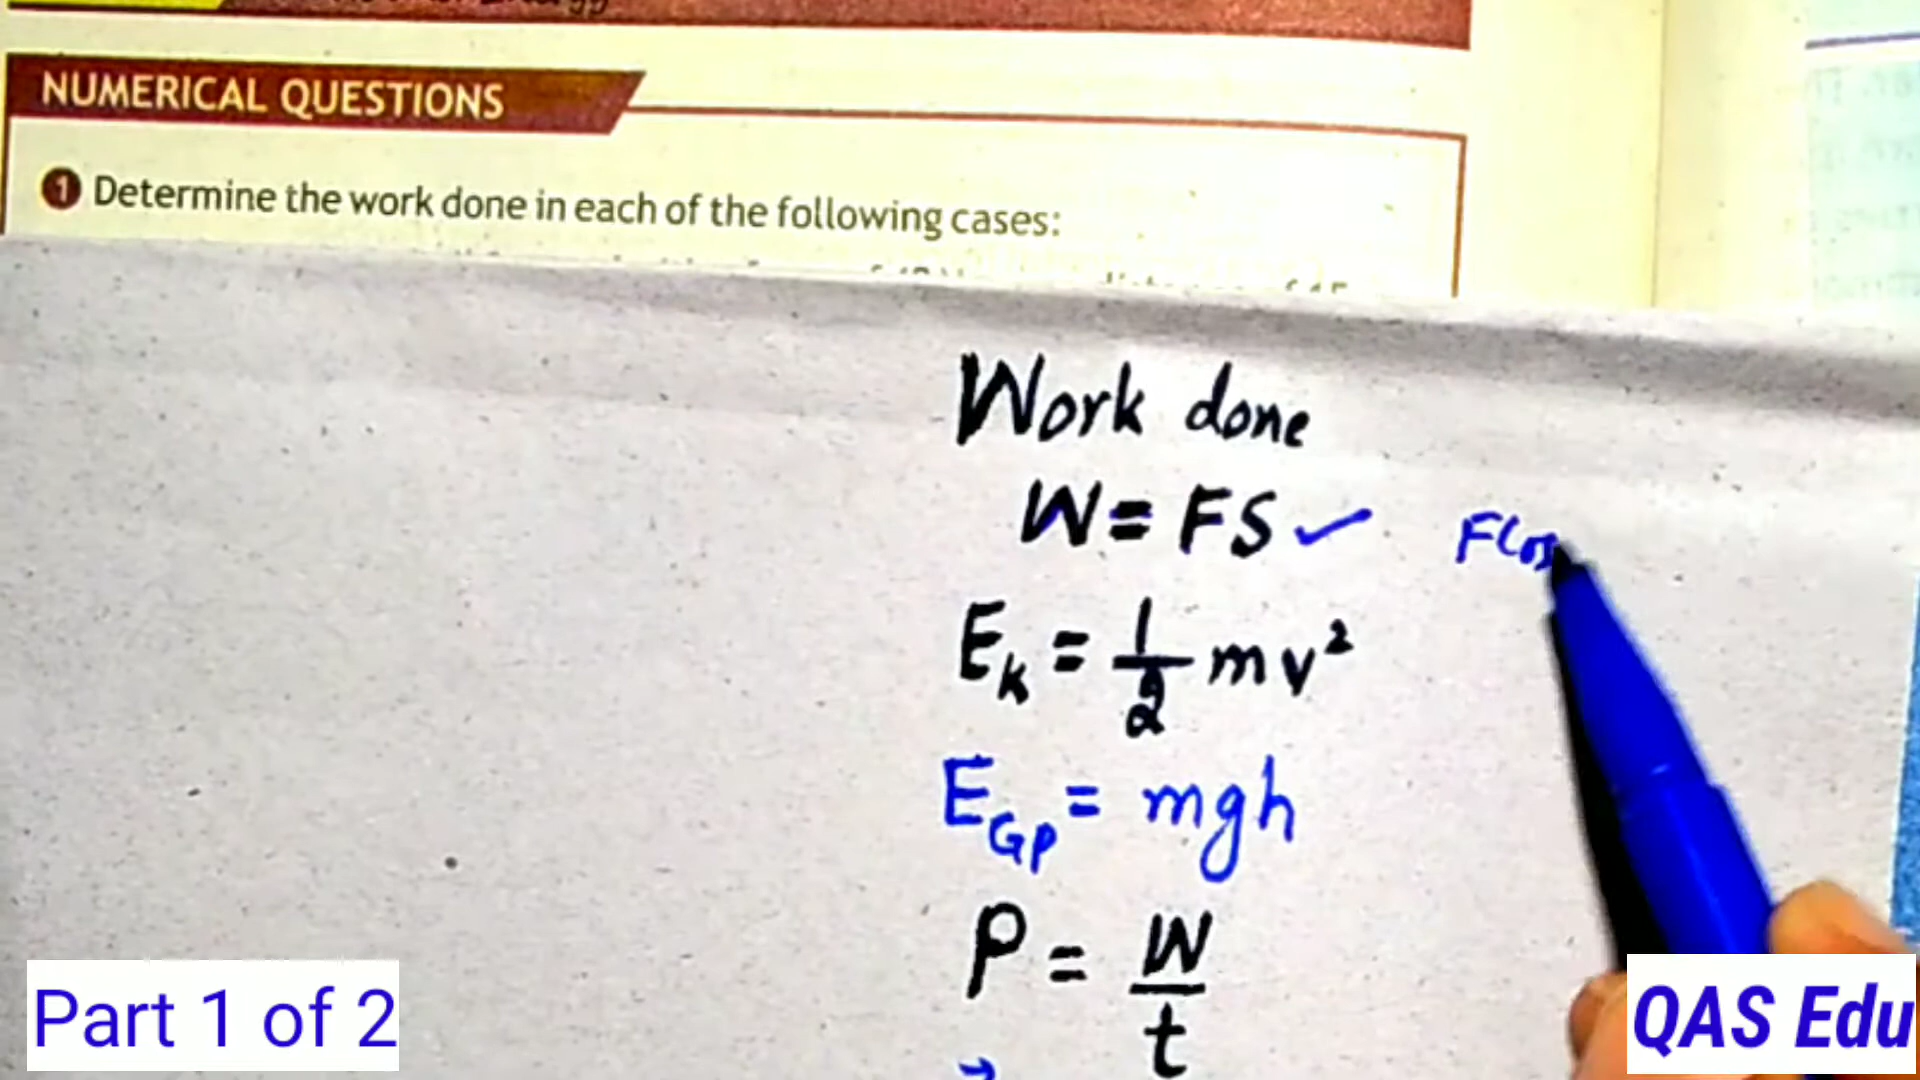 NUMERICAL QUESTIONS
1 Determine the work done in each of the following cases:
Work done
W = FS ✓ FCos
E_k = 1/2 mv²
E_GP = mgh
P = W/t
Part 1 of 2
QAS Edu